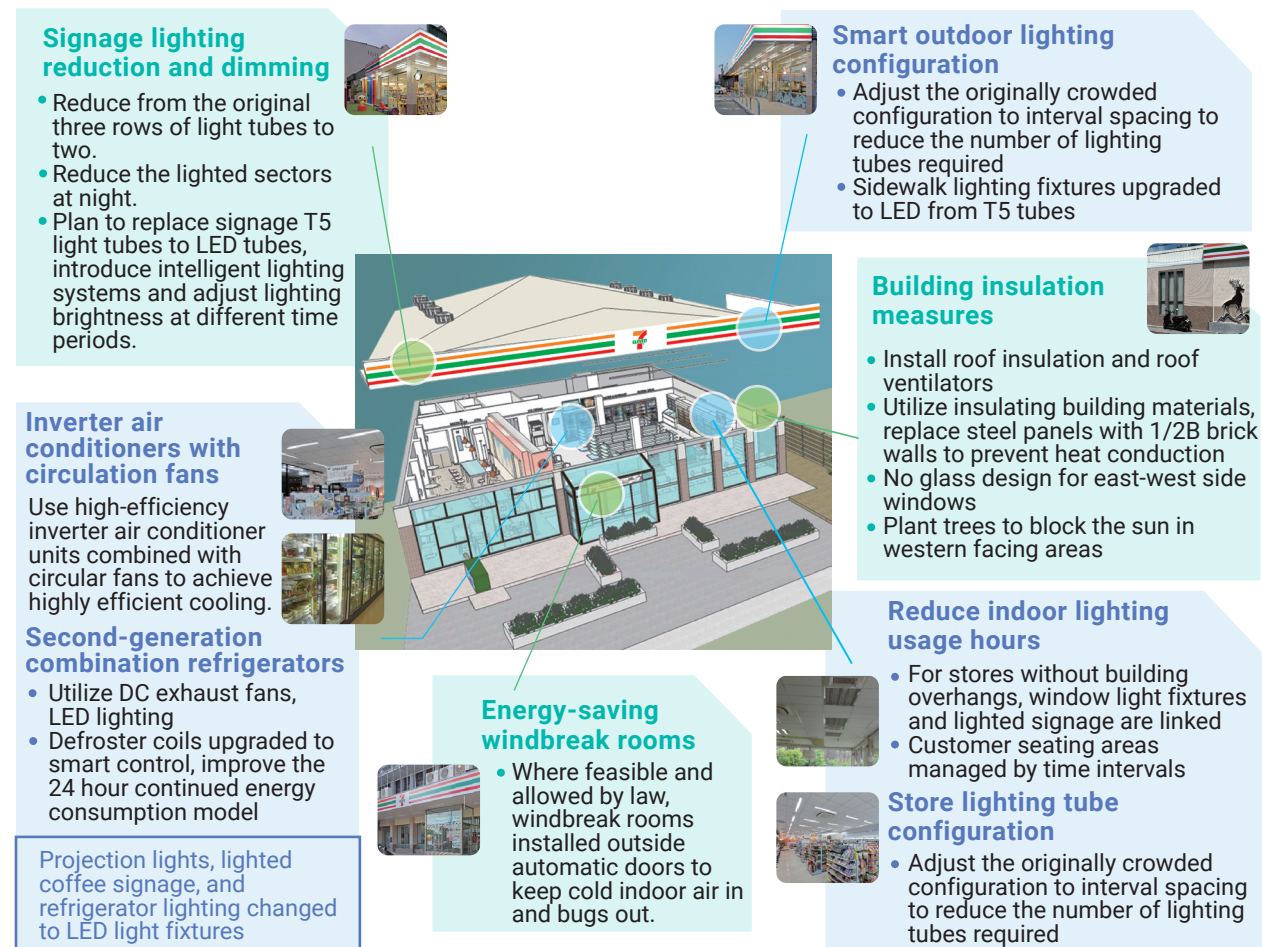 Signage lighting
reduction and dimming
• Reduce from the original
three rows of light tubes to
two.
• Reduce the lighted sectors
at night.
• Plan to replace signage T5
light tubes to LED tubes,
introduce intelligent lighting
systems and adjust lighting
brightness at different time
periods.
Smart outdoor lighting
configuration
• Adjust the originally crowded
configuration to interval spacing to
reduce the number of lighting
tubes required
• Sidewalk lighting fixtures upgraded
to LED from T5 tubes
Building insulation
measures
• Install roof insulation and roof
ventilators
• Utilize insulating building materials,
replace steel panels with 1/2B brick
walls to prevent heat conduction
• No glass design for east-west side
windows
• Plant trees to block the sun in
western facing areas
Inverter air
conditioners with
circulation fans
Use high-efficiency
inverter air conditioner
units combined with
circular fans to achieve
highly efficient cooling.
Second-generation
combination refrigerators
• Utilize DC exhaust fans,
LED lighting
• Defroster coils upgraded to
smart control, improve the
24 hour continued energy
consumption model
Projection lights, lighted
coffee signage, and
refrigerator lighting changed
to LED light fixtures
Energy-saving
windbreak rooms
• Where feasible and
allowed by law,
windbreak rooms
installed outside
automatic doors to
keep cold indoor air in
and bugs out.
Reduce indoor lighting
usage hours
• For stores without building
overhangs, window light fixtures
and lighted signage are linked
• Customer seating areas
managed by time intervals
Store lighting tube
configuration
• Adjust the originally crowded
configuration to interval spacing
to reduce the number of lighting
tubes required